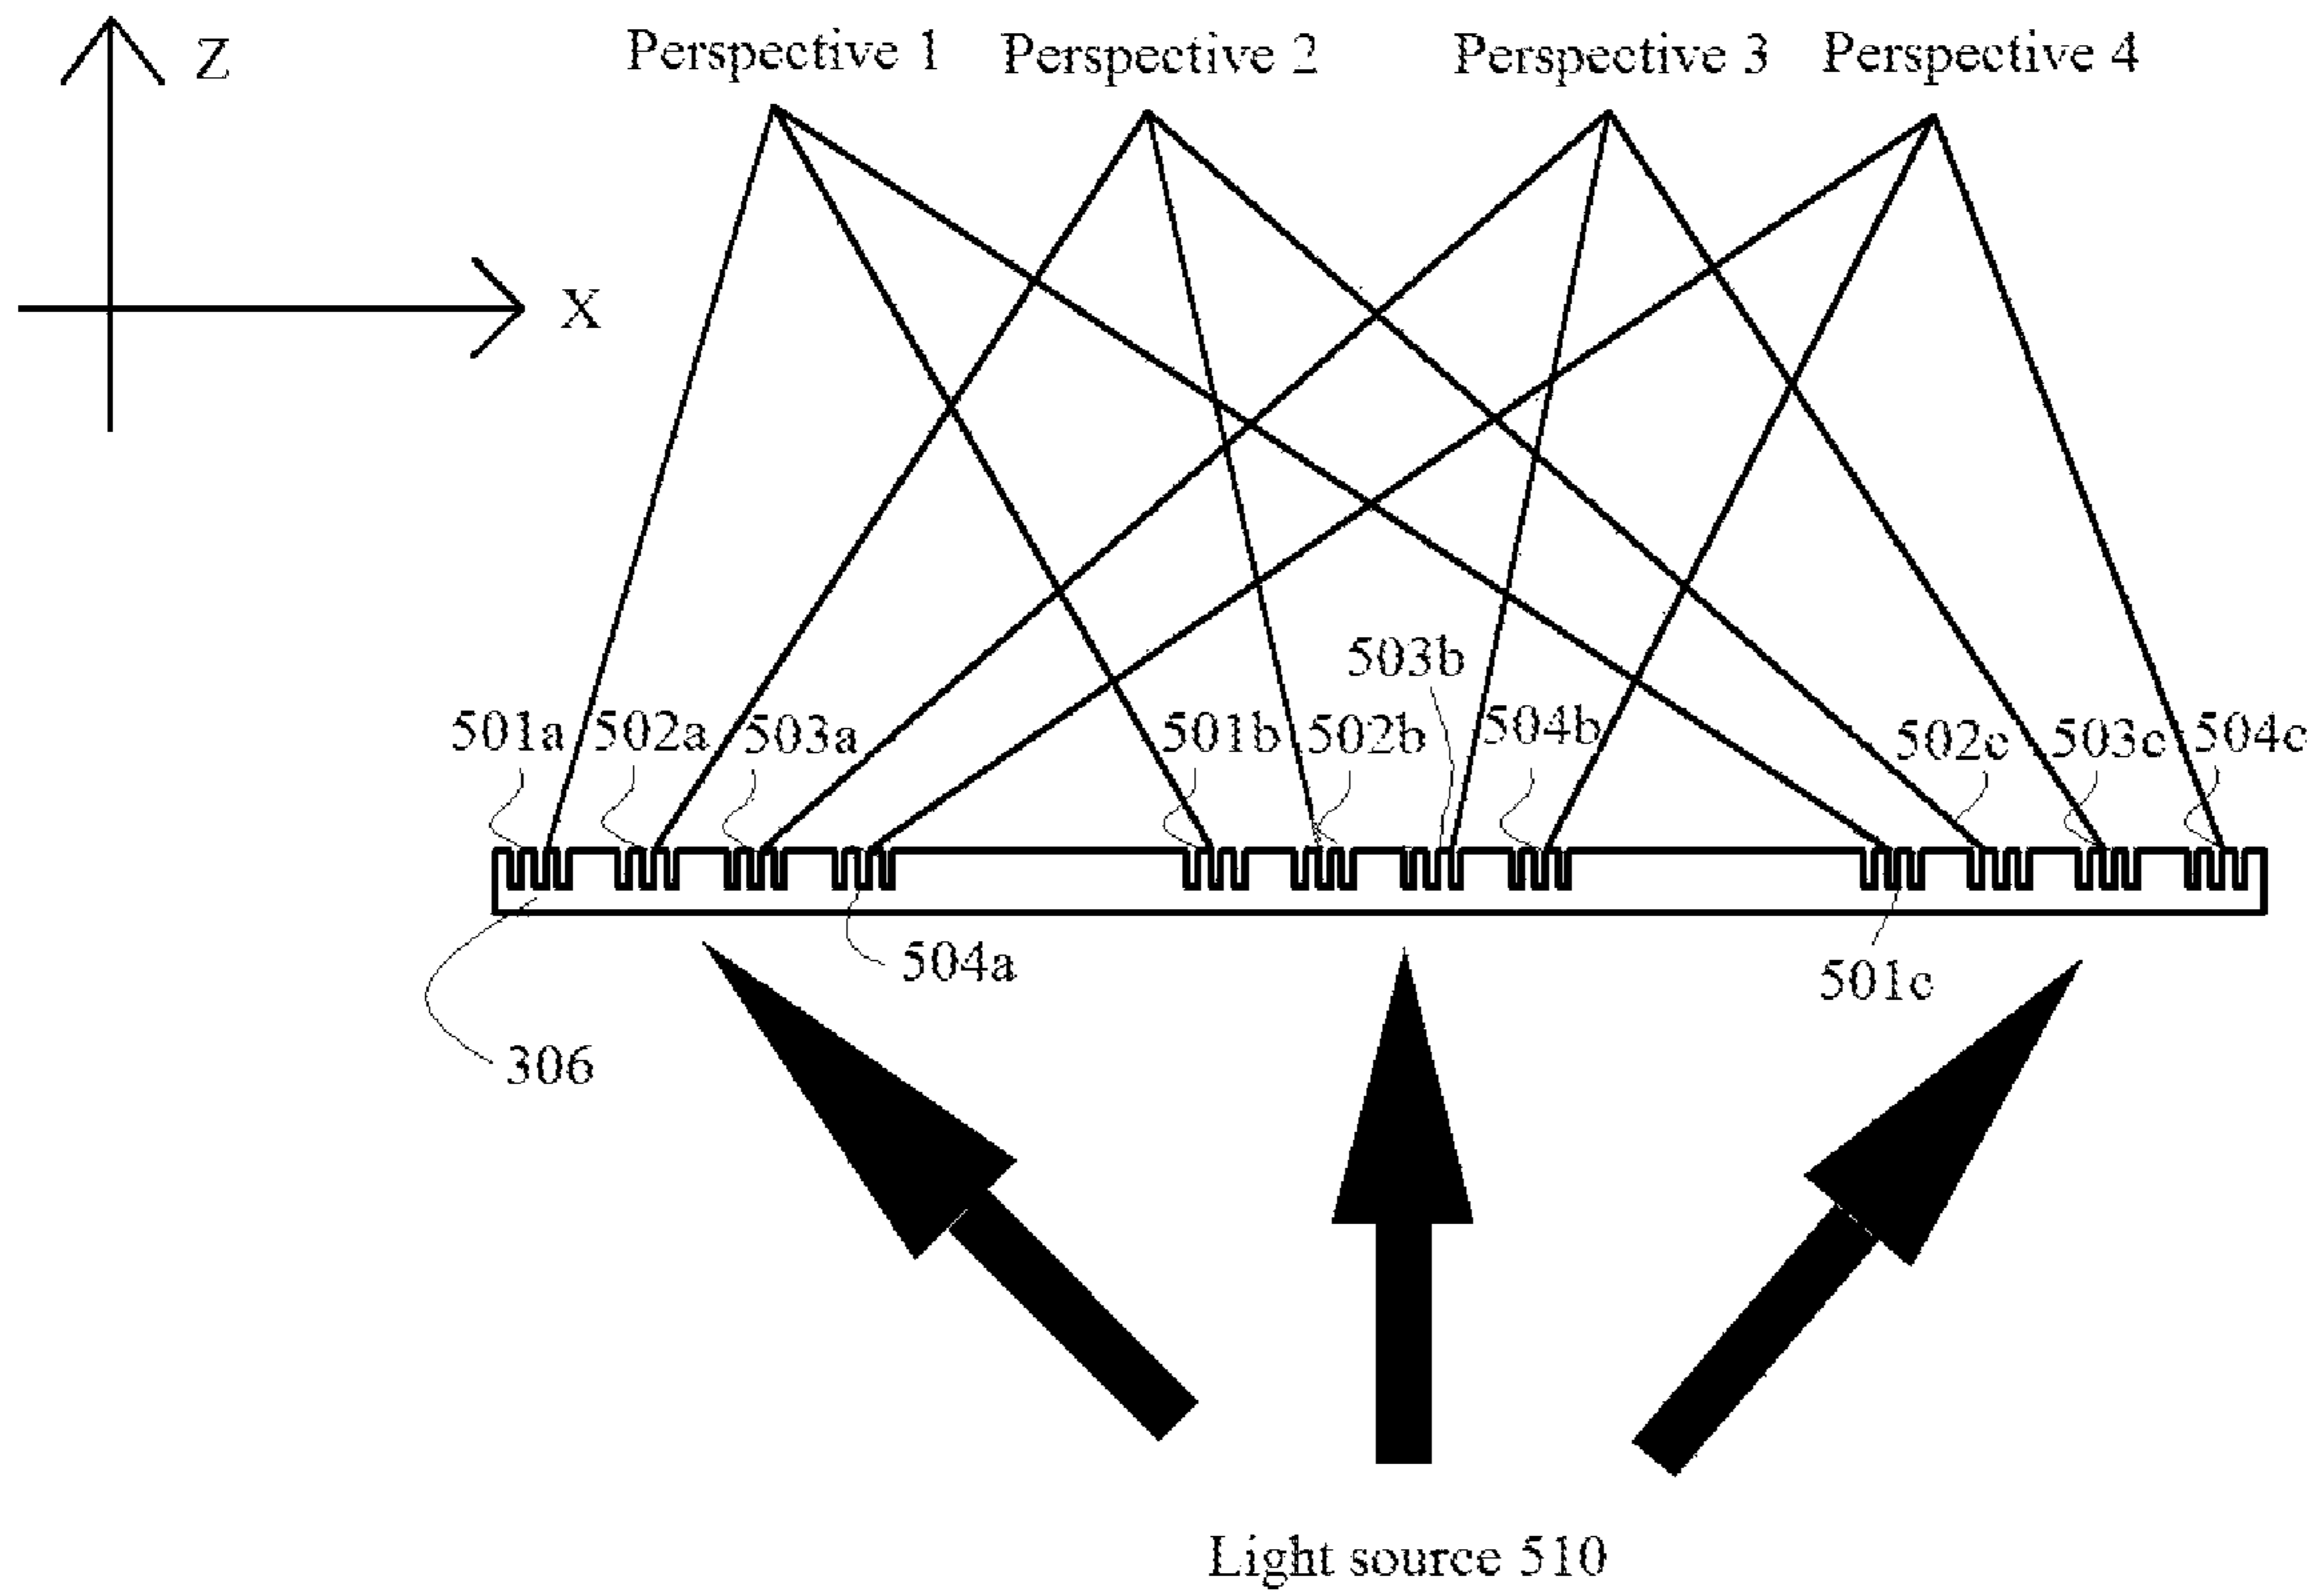 Z
Perspective 1
Perspective 2
Perspective 3
Perspective 4
X
503b
501a
502a
503a
501b
502b
504b
502c
503c
504c
504a
501c
306
Light source 510